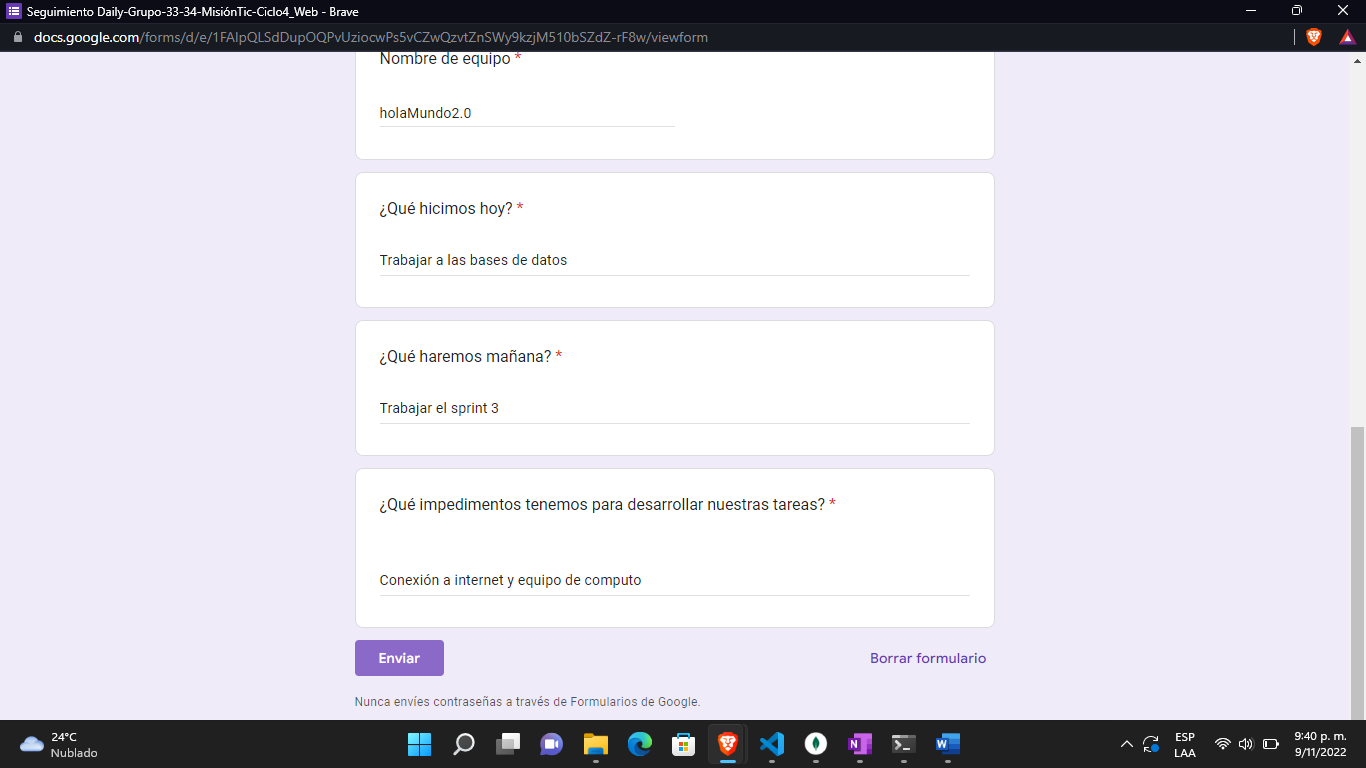 Seguimiento Daily-Grupo-33-34-MisiónTic-Ciclo4_Web - Brave
docs.google.com/forms/d/e/1FAIpQLSdDupOQPvUziocwPs5vCZwQzvtZnSWy9kzjM510bSZdZ-rF8w/viewform
Nombre de equipo *
holaMundo2.0
¿Qué hicimos hoy? *
Trabajar a las bases de datos
¿Qué haremos mañana? *
Trabajar el sprint 3
¿Qué impedimentos tenemos para desarrollar nuestras tareas? *
Conexión a internet y equipo de computo
Enviar
Borrar formulario
Nunca envíes contraseñas a través de Formularios de Google.
24°C
Nublado
ESP
LAA
9:40 p. m.
9/11/2022